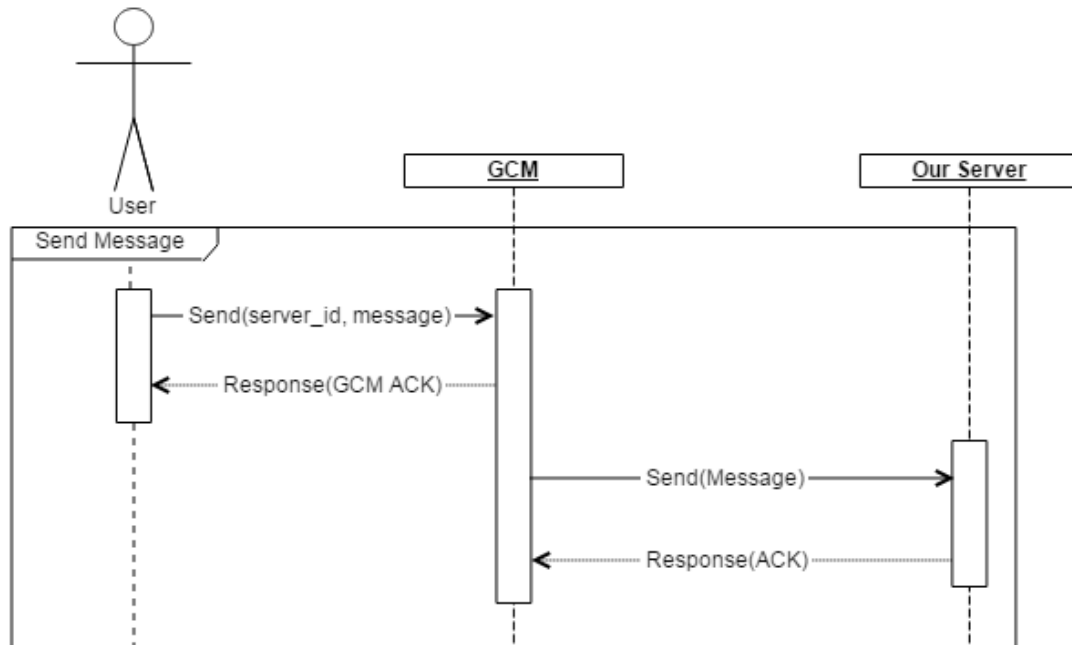 User
GCM
Our Server
Send Message
Send(server_id, message)
Response(GCM ACK)
Send(Message)
Response(ACK)